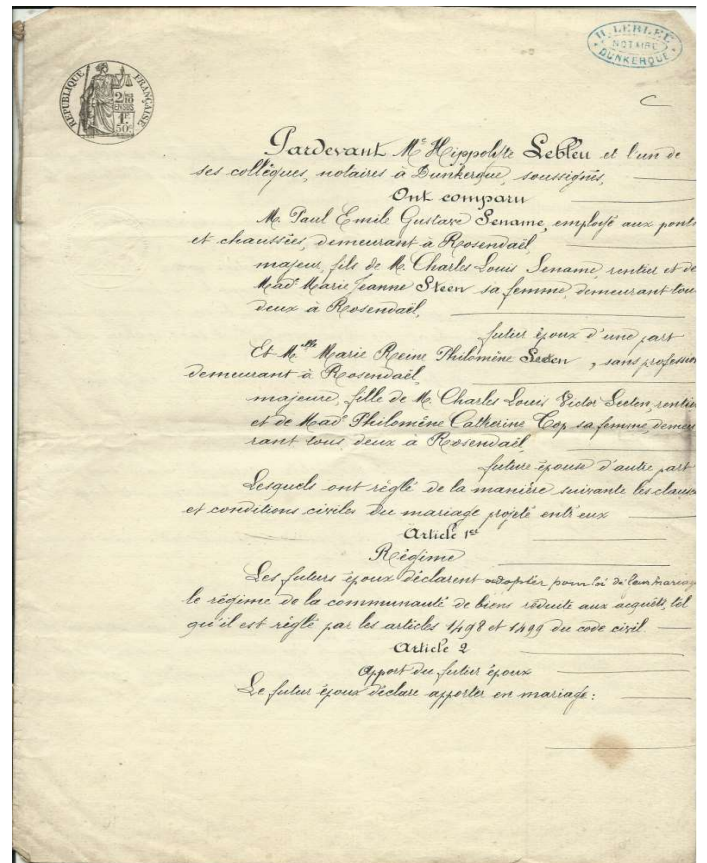 H. LEBLEU
NOTAIRE
DUNKERQUE
RÉPUBLIQUE FRANÇAISE
2/10 EN SUS
1F
50c
C
Pardevant Me Hippolyte Lebleu et l'un de
ses collègues, notaires à Dunkerque, soussignés,
Ont comparu
M. Paul Emile Gustave Sename, employé aux ponts
et chaussées, demeurant à Rosendaël,
majeur, fils de M. Charles Louis Sename, rentier et de
Made Marie Jeanne Steen sa femme, demeurant tous
deux à Rosendaël,
futur époux d'une part
Et Melle Marie Reine Philomène , sans profession
demeurant à Rosendaël,
majeure, fille de M. Charles Louis Victor , rentier
et de Made Philomène Catherine Cop, sa femme, demeu
rant tous deux à Rosendaël,
future épouse d'autre part
Lesquels ont réglé de la manière suivante les clauses
et conditions civiles du mariage projeté entr'eux
Article 1er
Régime
Les futurs époux déclarent adopter pour loi de leur mariage
le régime de la communauté de biens réduite aux acquêts, tel
qu'il est réglé par les articles 1498 et 1499 du code civil.
Article 2
Apport du futur époux
Le futur époux déclare apporter en mariage :